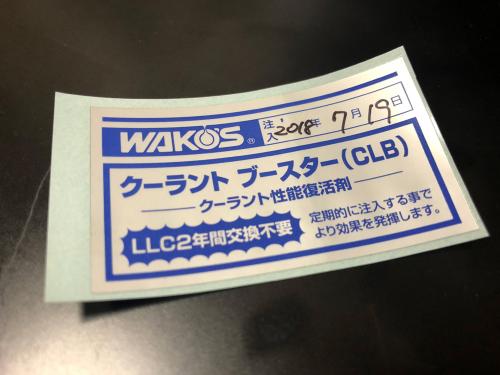 WAKO'S® 注入 '2018年 7月19日
クーラント ブースター(CLB)
クーラント性能復活剤
LLC2年間交換不要
定期的に注入する事で
より効果を発揮します。